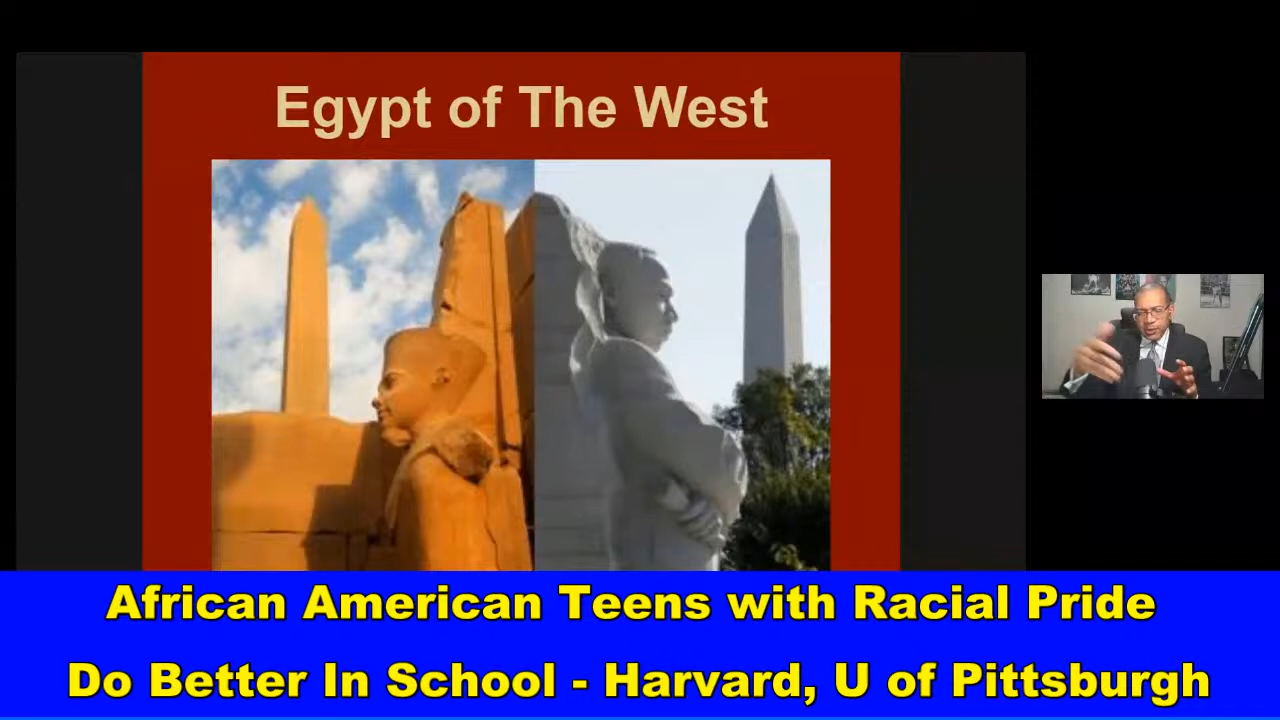 Egypt of The West
African American Teens with Racial Pride
Do Better In School - Harvard, U of Pittsburgh